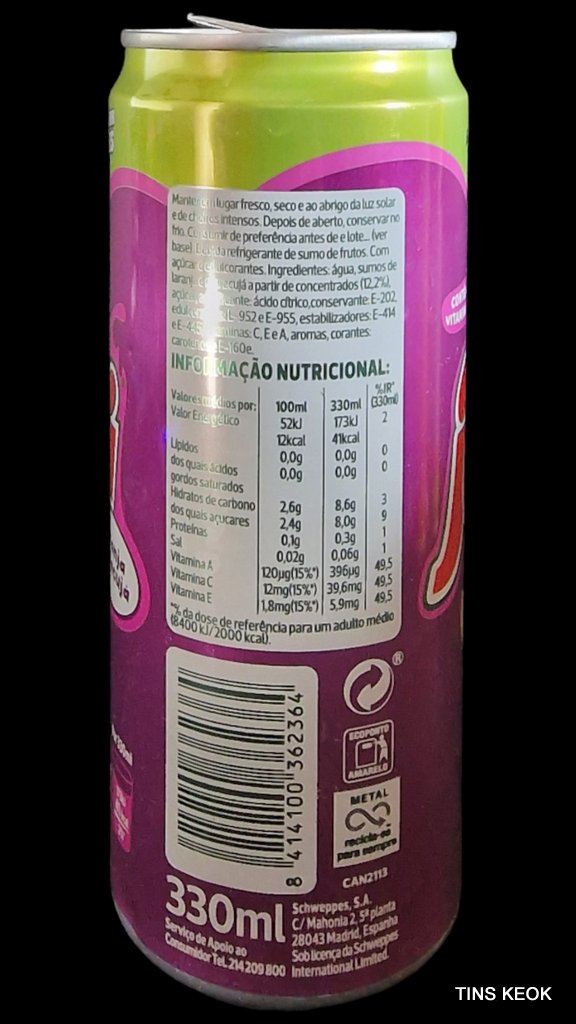 lugar fresco, seco e ao abrigo da luz solar
e de intensos. Depois de aberto, conservar no
frio. de preferência antes de e lote... (ver
base). refrigerante de sumo de frutos. Com
açúcar e edulcorantes. Ingredientes: água, sumos de
laranja a partir de concentrados (12,2%),
ácido cítrico, conservante: E-202,
E-952 e E-955, estabilizadores: E-414
e E-445, C, E e A, aromas, corantes:
E-160e.
INFORMAÇÃO NUTRICIONAL:
Valores médios por: 100ml 330ml %IR* (330ml)
Valor Energético 52kJ 173kJ 2
12kcal 41kcal
Lípidos 0,0g 0,0g 0
dos quais ácidos
gordos saturados 0,0g 0,0g 0
Hidratos de carbono 2,6g 8,6g 3
dos quais açucares 2,4g 8,0g 9
Proteínas 0,1g 0,3g 1
Sal 0,02g 0,06g 1
Vitamina A 120µg(15%*) 396µg 49,5
Vitamina C 12mg(15%*) 39,6mg 49,5
Vitamina E 1,8mg(15%*) 5,9mg 49,5
*% da dose de referência para um adulto médio
(8400 kJ/2000 kcal).
8 414100 362364
®
ECOPONTO
AMARELO
METAL
recicla-se
para sempre
CAN2113
330ml
Serviço de Apoio ao
Consumidor Tel. 214 209 800
Schweppes, S.A.
C/ Mahonia 2, 5ª planta
28043 Madrid, Espanha
Sob licença da Schweppes
International Limited.
TINS KEOK